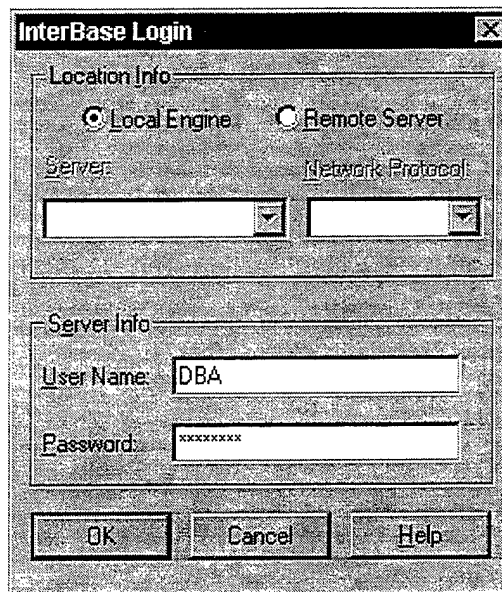 InterBase Login
Location Info
Local Engine Remote Server
Server: Network Protocol:
Server Info
User Name: DBA
Password: xxxxxxxx
OK Cancel Help